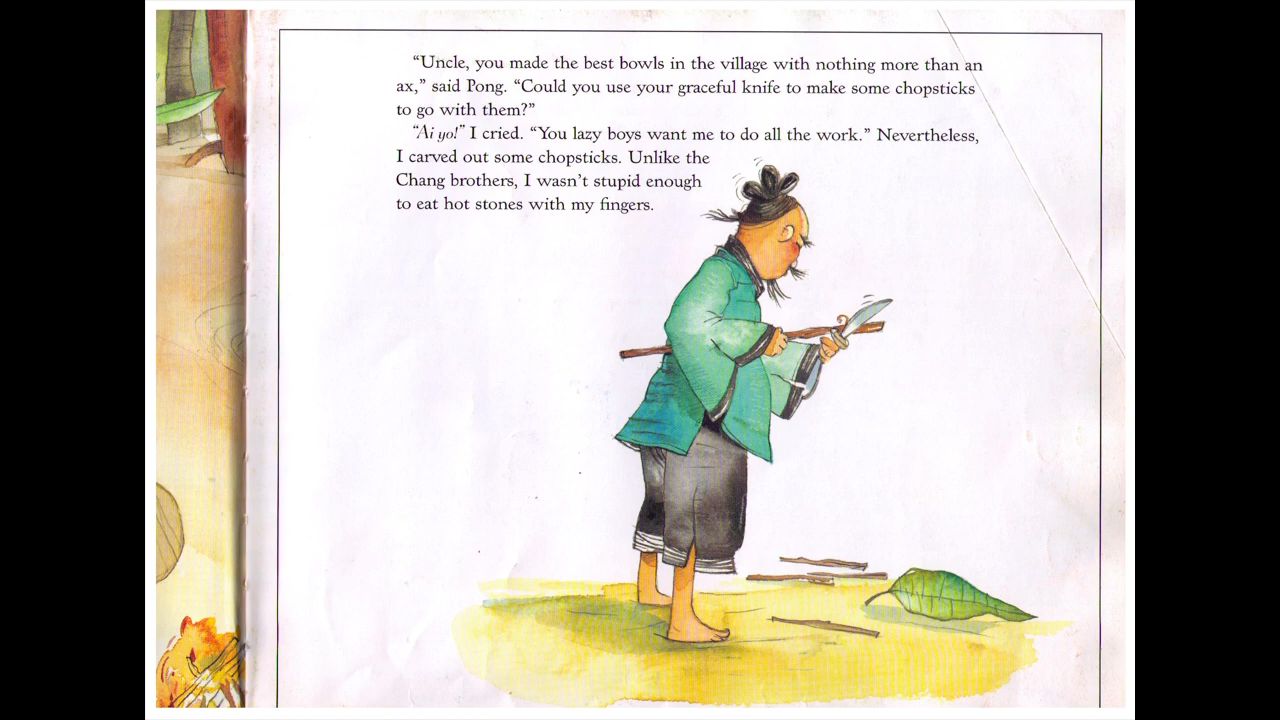 “Uncle, you made the best bowls in the village with nothing more than an
ax,” said Pong. “Could you use your graceful knife to make some chopsticks
to go with them?”
“Ai yo!” I cried. “You lazy boys want me to do all the work.” Nevertheless,
I carved out some chopsticks. Unlike the
Chang brothers, I wasn’t stupid enough
to eat hot stones with my fingers.